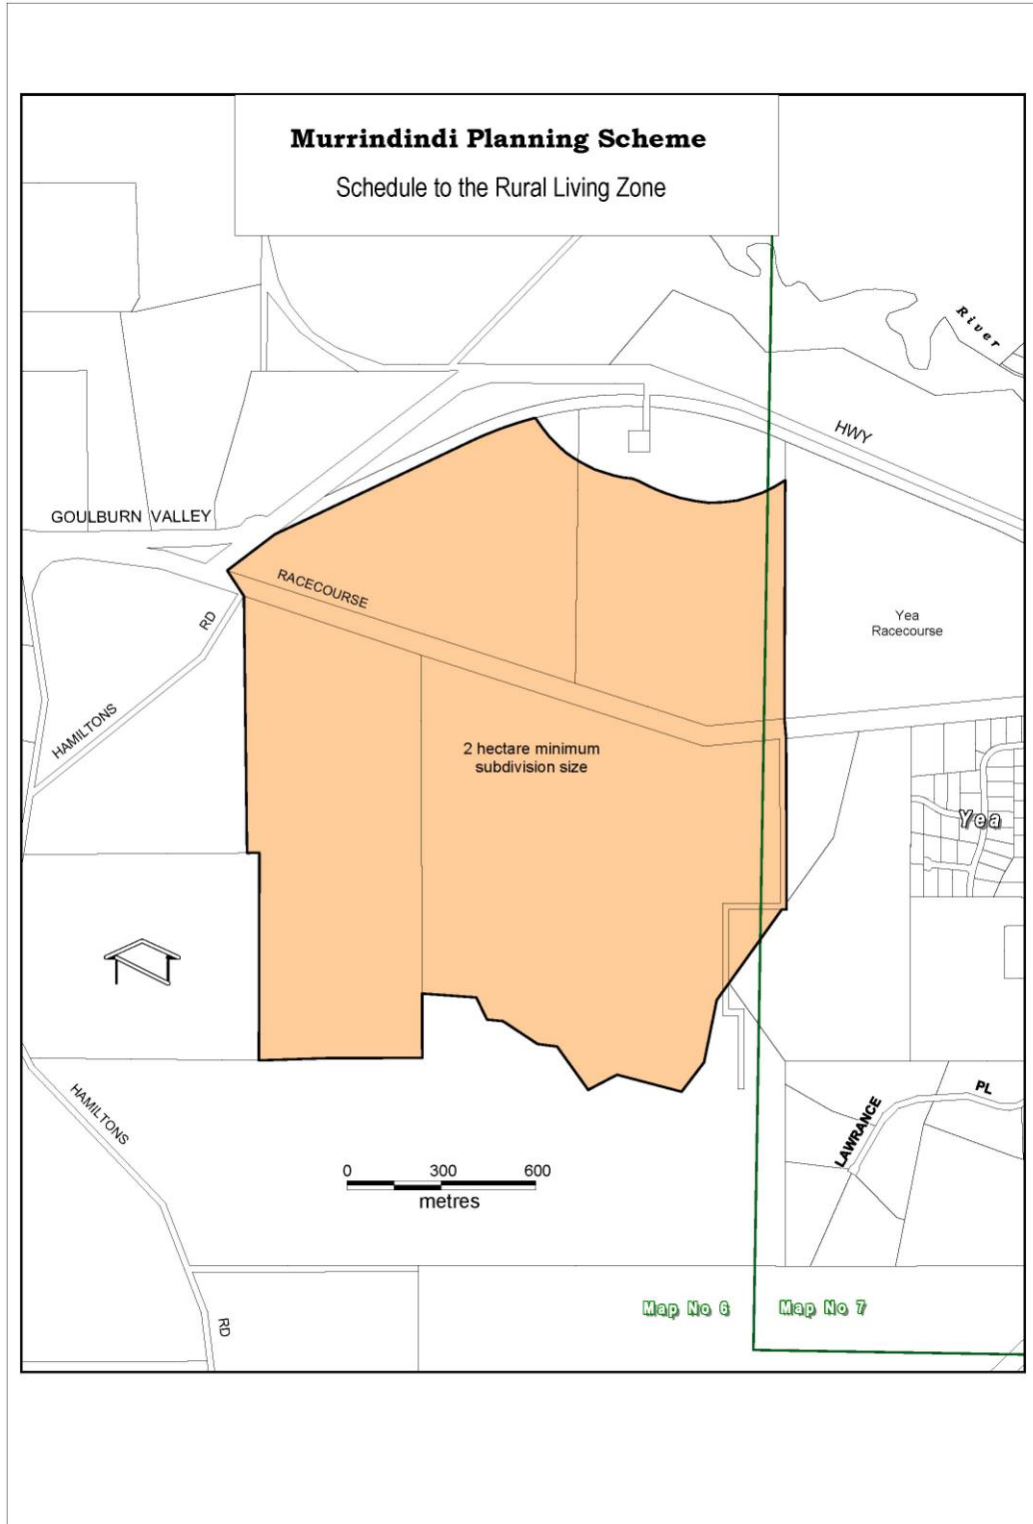 Murrindindi Planning Scheme
Schedule to the Rural Living Zone
River
HWY
GOULBURN VALLEY
RACECOURSE
RD
Yea
Racecourse
HAMILTONS
2 hectare minimum
subdivision size
Yea
HAMILTONS
PL
LAWRANCE
0 300 600
metres
Map No 6
Map No 7
RD